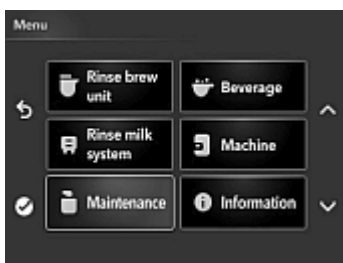 Menu
Rinse brew
unit
Beverage
Rinse milk
system
Machine
Maintenance
Information